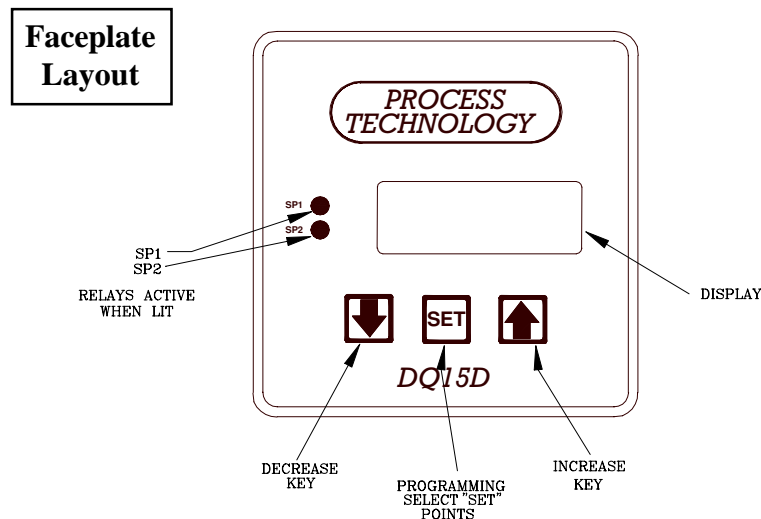 Faceplate
Layout
PROCESS
TECHNOLOGY
SP1
SP2
SP1
SP2
RELAYS ACTIVE
WHEN LIT
DISPLAY
SET
DQ15D
DECREASE
KEY
PROGRAMMING
SELECT "SET"
POINTS
INCREASE
KEY